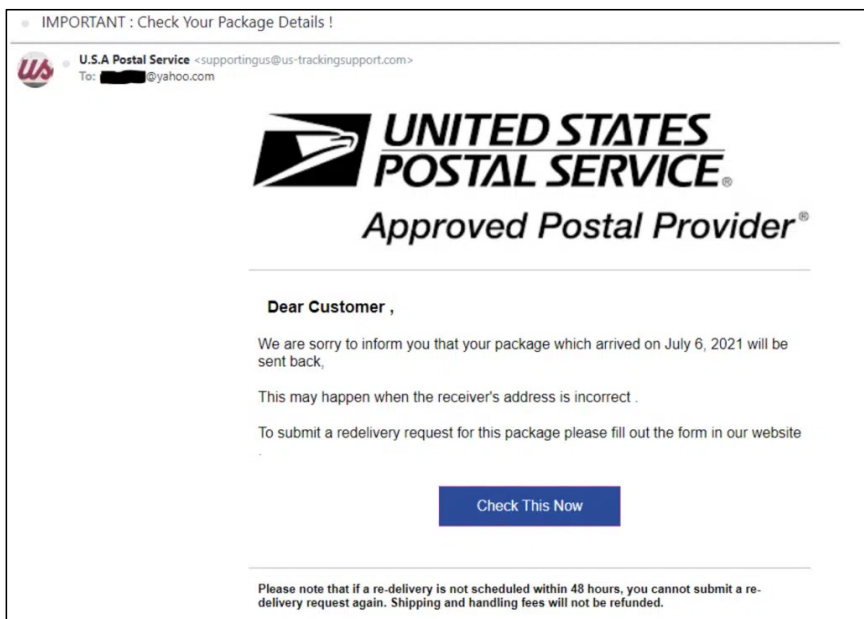 IMPORTANT : Check Your Package Details !
us
U.S.A Postal Service <supportingus@us-trackingsupport.com>
To: @yahoo.com
UNITED STATES
POSTAL SERVICE®
Approved Postal Provider®
Dear Customer ,
We are sorry to inform you that your package which arrived on July 6, 2021 will be
sent back,
This may happen when the receiver's address is incorrect .
To submit a redelivery request for this package please fill out the form in our website
.
Check This Now
Please note that if a re-delivery is not scheduled within 48 hours, you cannot submit a re-
delivery request again. Shipping and handling fees will not be refunded.